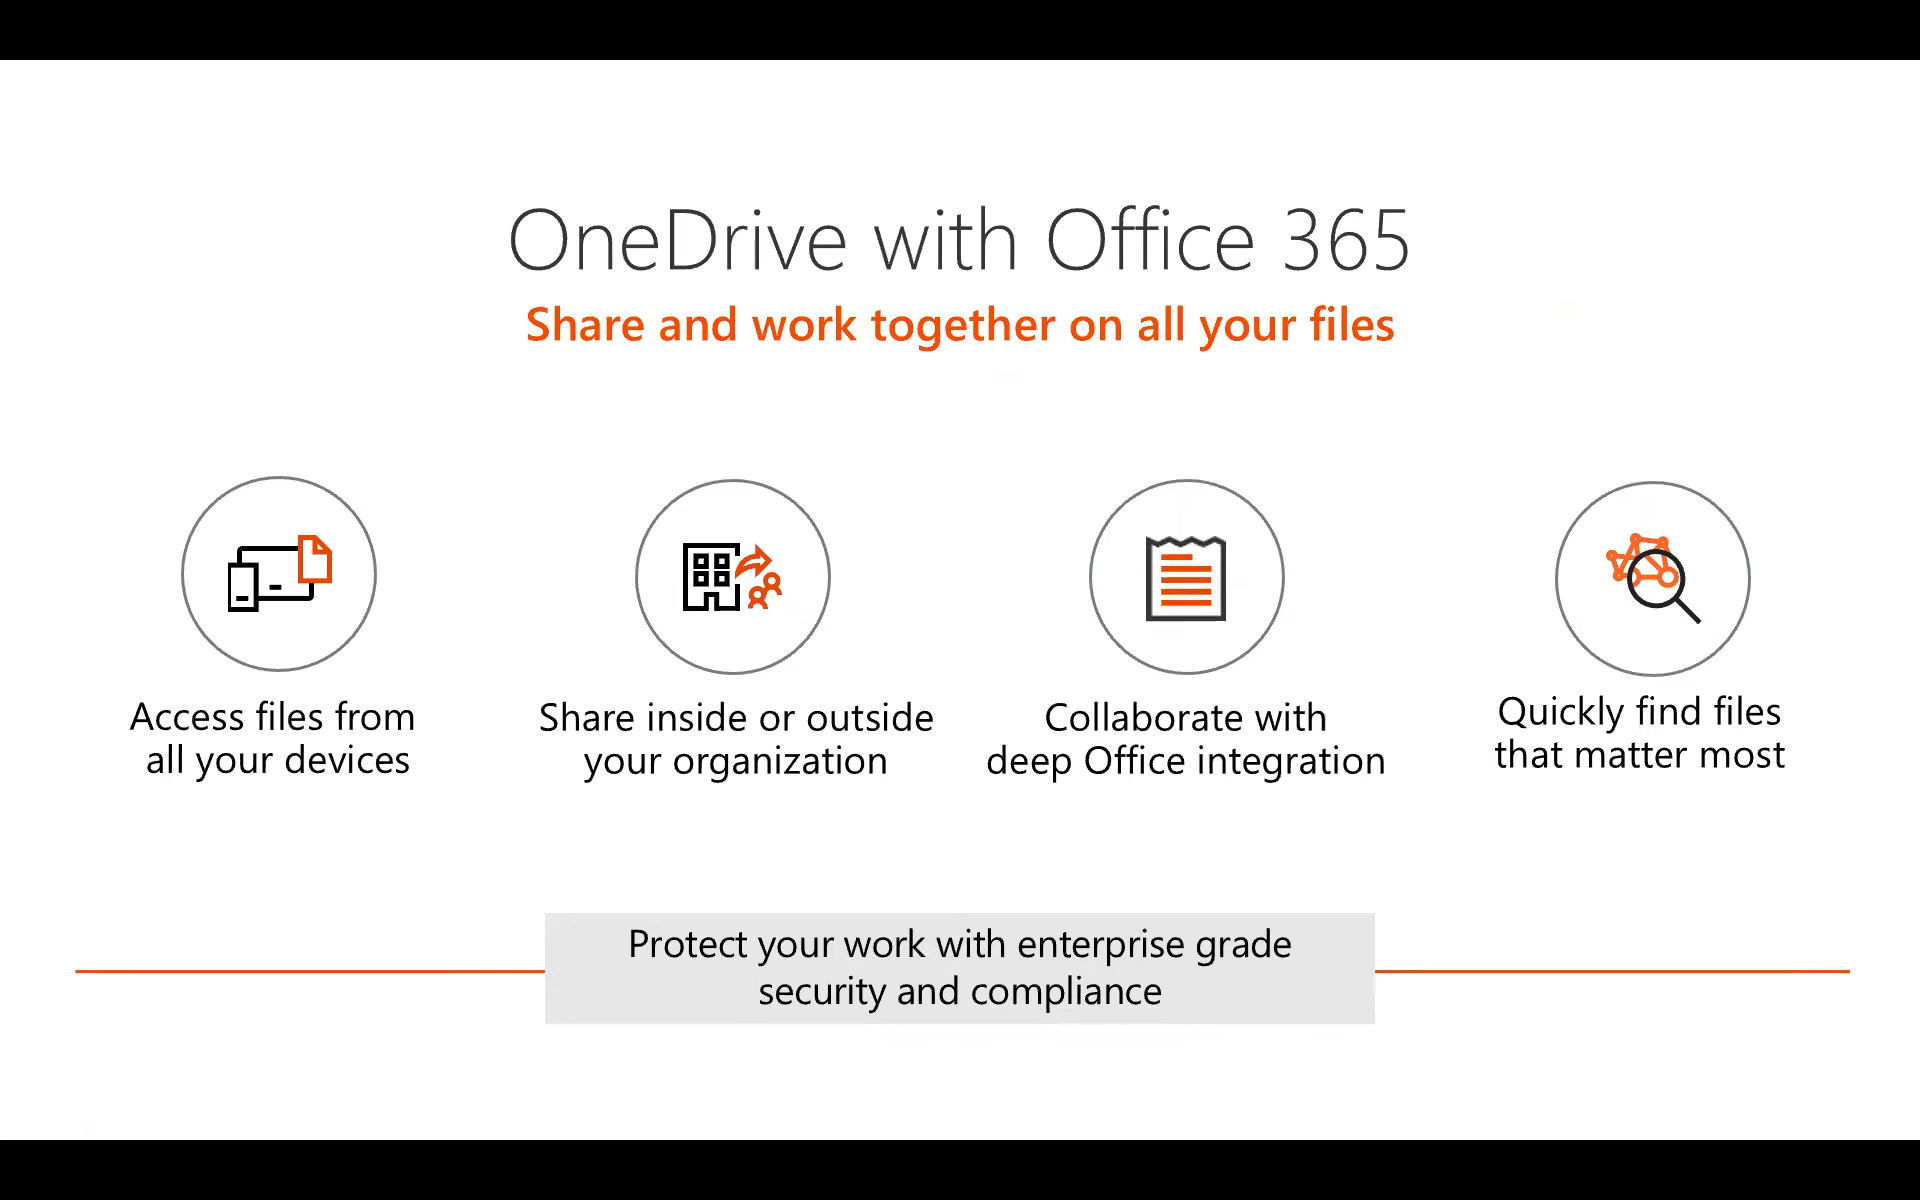 OneDrive with Office 365
Share and work together on all your files
Access files from
all your devices
Share inside or outside
your organization
Collaborate with
deep Office integration
Quickly find files
that matter most
Protect your work with enterprise grade
security and compliance